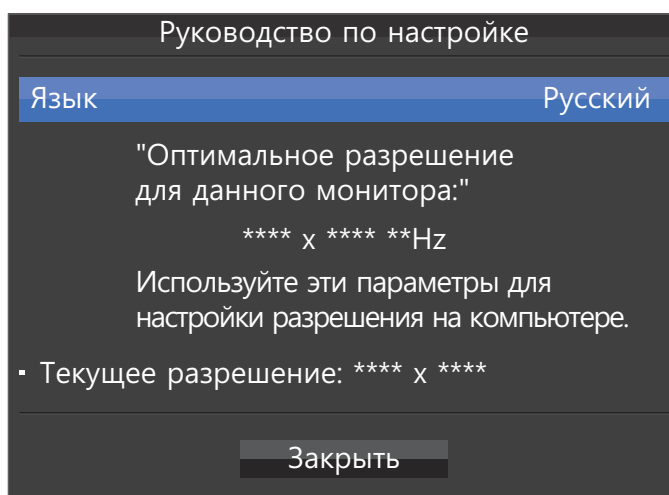 Руководство по настройке
Язык Русский
"Оптимальное разрешение
для данного монитора:"
**** x **** **Hz
Используйте эти параметры для
настройки разрешения на компьютере.
Текущее разрешение: **** x ****
Закрыть